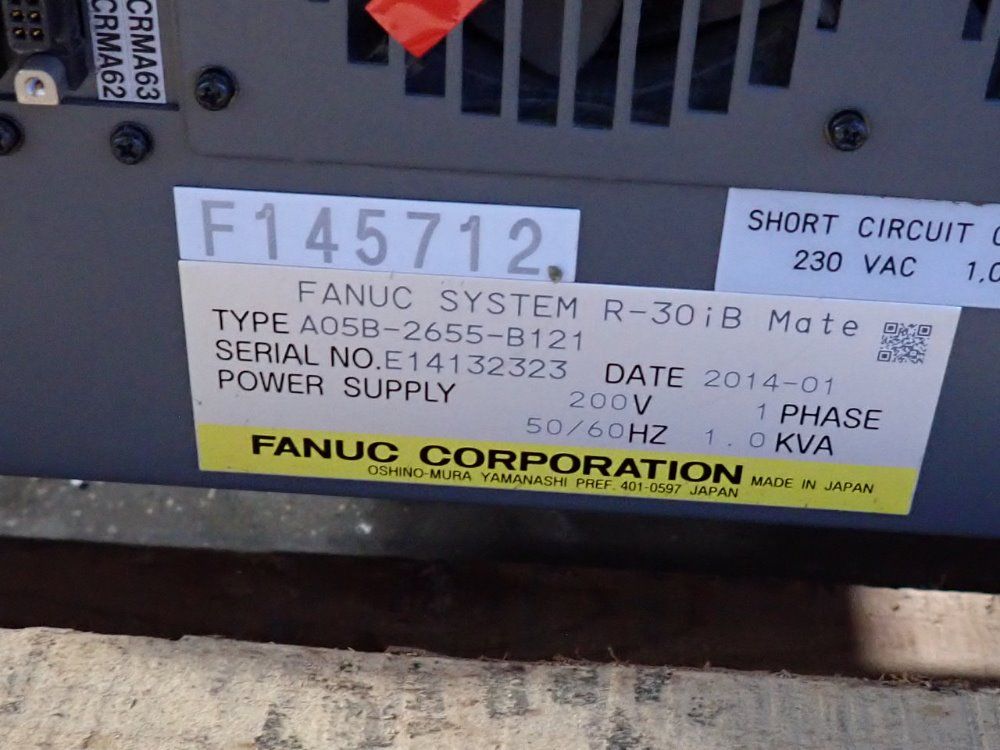 CRMA63
CRMA62
F145712
SHORT CIRCUIT
230 VAC 1,0
FANUC SYSTEM R-30iB Mate
TYPE A05B-2655-B121
SERIAL NO.E14132323 DATE 2014-01
POWER SUPPLY 200V 1 PHASE
50/60HZ 1.0KVA
FANUC CORPORATION MADE IN JAPAN
OSHINO-MURA YAMANASHI PREF. 401-0597 JAPAN